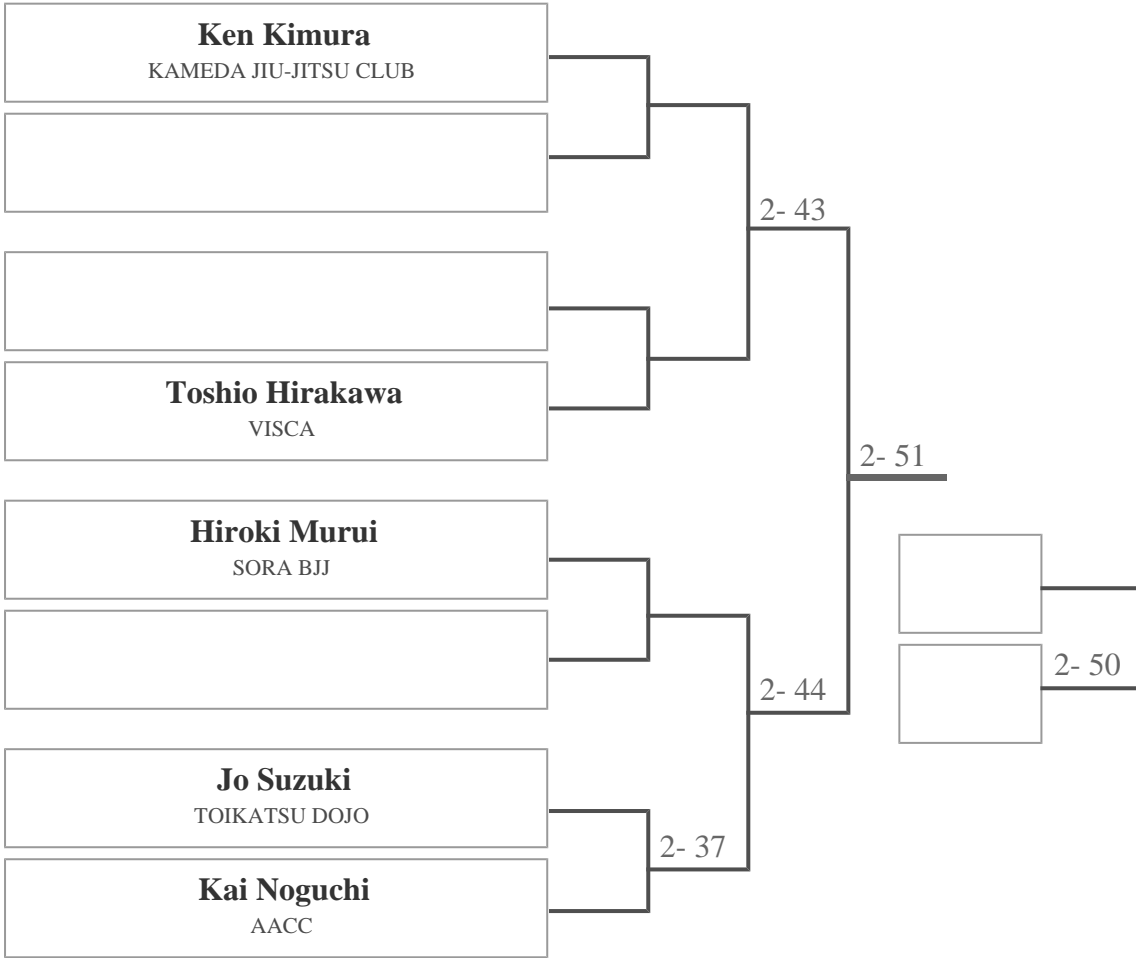 Ken Kimura
KAMEDA JIU-JITSU CLUB
2- 43
Toshio Hirakawa
VISCA
2- 51
Hiroki Murui
SORA BJJ
2- 50
2- 44
Jo Suzuki
TOIKATSU DOJO
2- 37
Kai Noguchi
AACC